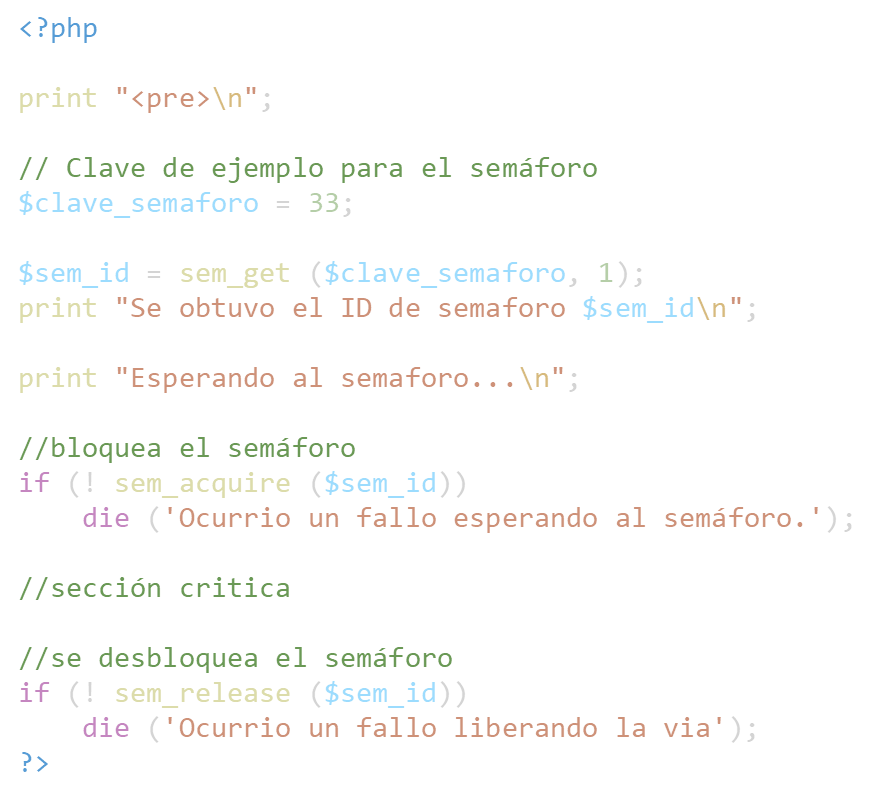 <?php
print "<pre>\n";
// Clave de ejemplo para el semáforo
$clave_semaforo = 33;
$sem_id = sem_get ($clave_semaforo, 1);
print "Se obtuvo el ID de semaforo $sem_id\n";
print "Esperando al semaforo...\n";
//bloquea el semáforo
if (! sem_acquire ($sem_id))
    die ('Ocurrio un fallo esperando al semáforo.');
//sección critica
//se desbloquea el semáforo
if (! sem_release ($sem_id))
    die ('Ocurrio un fallo liberando la via');
?>